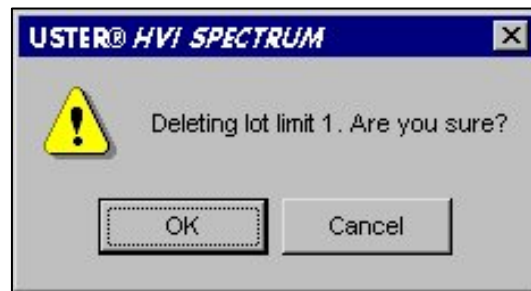 USTER® HVI SPECTRUM
Deleting lot limit 1. Are you sure?
OK
Cancel